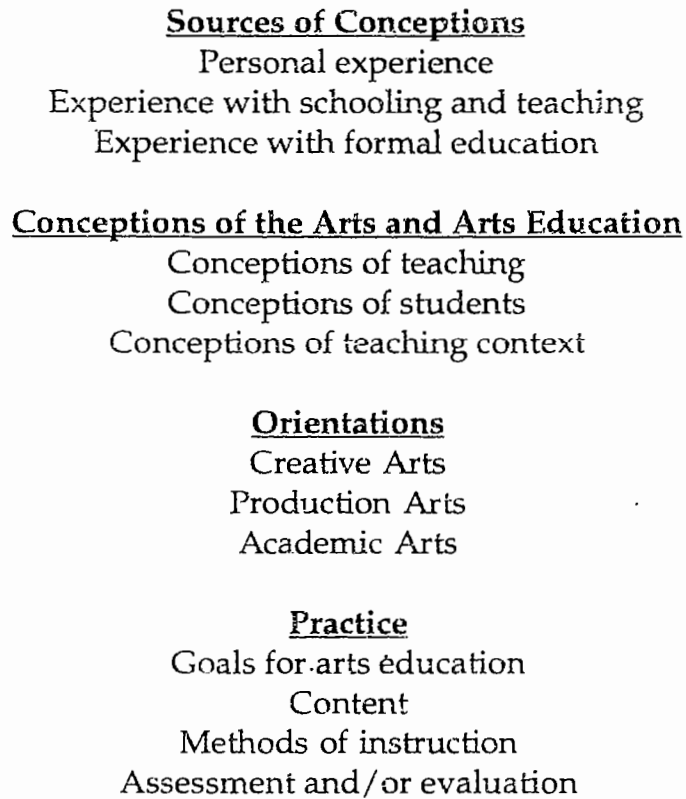 Sources of Conceptions
Personal experience
Experience with schooling and teaching
Experience with formal education
Conceptions of the Arts and Arts Education
Conceptions of teaching
Conceptions of students
Conceptions of teaching context
Orientations
Creative Arts
Production Arts
Academic Arts
Practice
Goals for arts education
Content
Methods of instruction
Assessment and/or evaluation